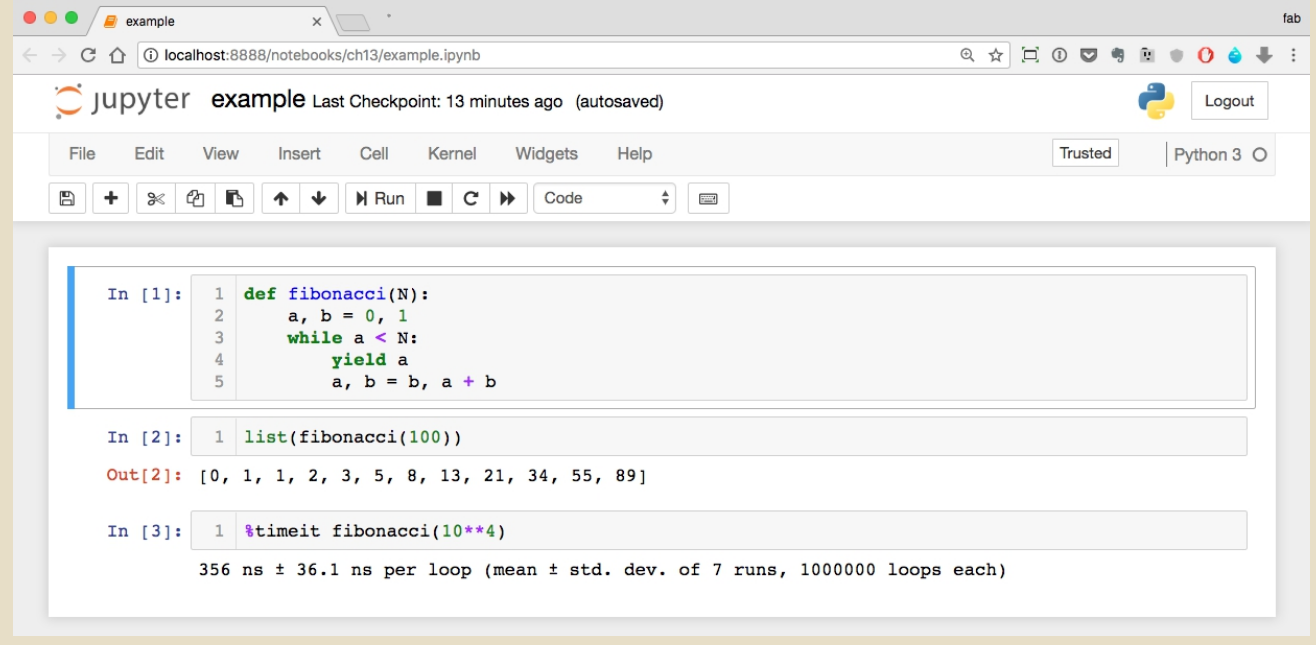 example
fab
localhost:8888/notebooks/ch13/example.ipynb
jupyter example Last Checkpoint: 13 minutes ago (autosaved)
Logout
File Edit View Insert Cell Kernel Widgets Help
Trusted Python 3
Run Code
In [1]:
1 def fibonacci(N):
2     a, b = 0, 1
3     while a < N:
4         yield a
5         a, b = b, a + b
In [2]: 1 list(fibonacci(100))
Out[2]: [0, 1, 1, 2, 3, 5, 8, 13, 21, 34, 55, 89]
In [3]: 1 %timeit fibonacci(10**4)
356 ns ± 36.1 ns per loop (mean ± std. dev. of 7 runs, 1000000 loops each)